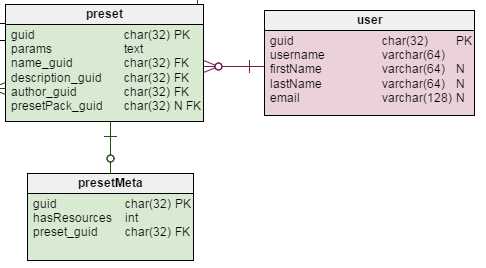 preset
guid char(32) PK
params text
name_guid char(32) FK
description_guid char(32) FK
author_guid char(32) FK
presetPack_guid char(32) N FK
user
guid char(32) PK
username varchar(64)
firstName varchar(64) N
lastName varchar(64) N
email varchar(128) N
presetMeta
guid char(32) PK
hasResources int
preset_guid char(32) FK